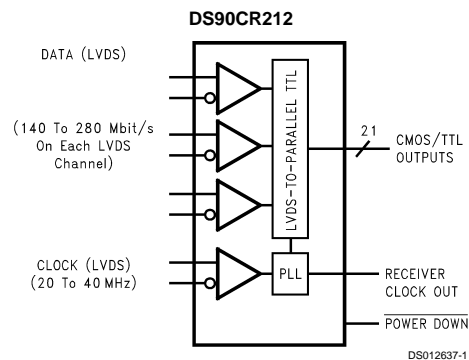 DS90CR212
DATA (LVDS)
(140 To 280 Mbit/s
On Each LVDS
Channel)
LVDS-TO-PARALLEL TTL
21
CMOS/TTL
OUTPUTS
CLOCK (LVDS)
(20 To 40 MHz)
PLL
RECEIVER
CLOCK OUT
POWER DOWN
DS012637-1